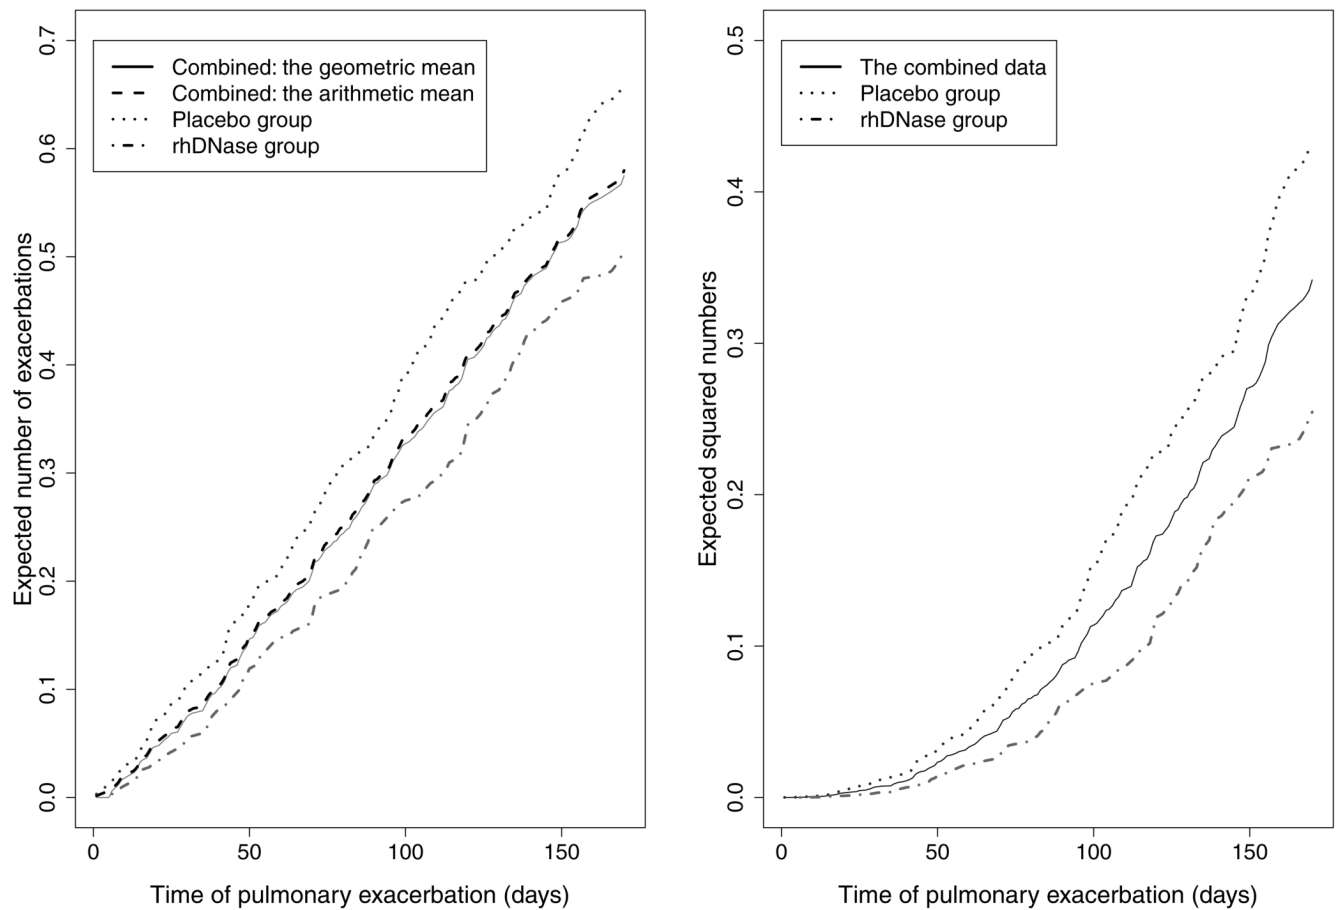 0.7
0.6
0.5
0.4
0.3
0.2
0.1
0.0
Expected number of exacerbations
Combined: the geometric mean
Combined: the arithmetic mean
Placebo group
rhDNase group
0 50 100 150
Time of pulmonary exacerbation (days)
0.5
0.4
0.3
0.2
0.1
0.0
Expected squared numbers
The combined data
Placebo group
rhDNase group
0 50 100 150
Time of pulmonary exacerbation (days)